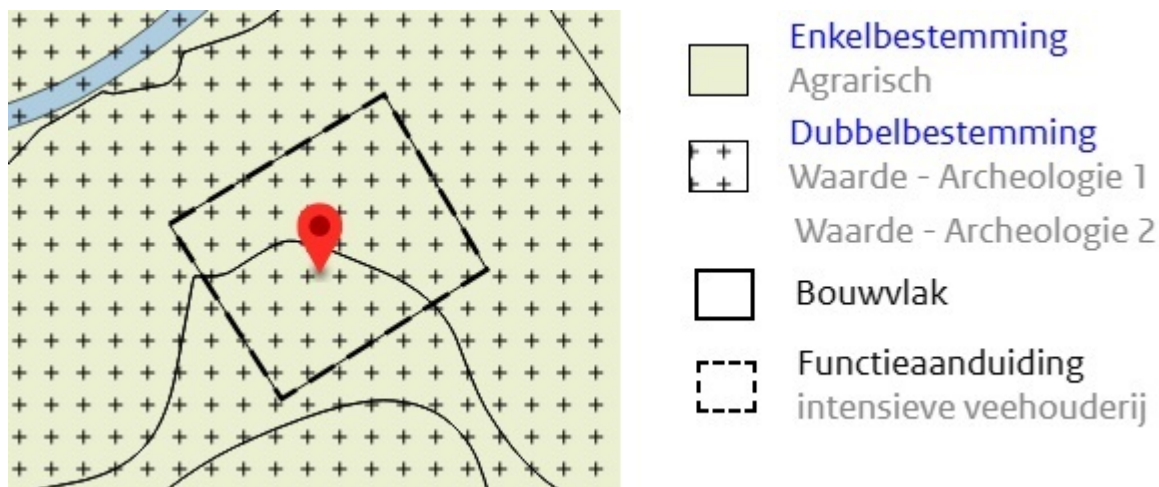 Enkelbestemming
Agrarisch
Dubbelbestemming
Waarde - Archeologie 1
Waarde - Archeologie 2
Bouwvlak
Functieaanduiding
intensieve veehouderij